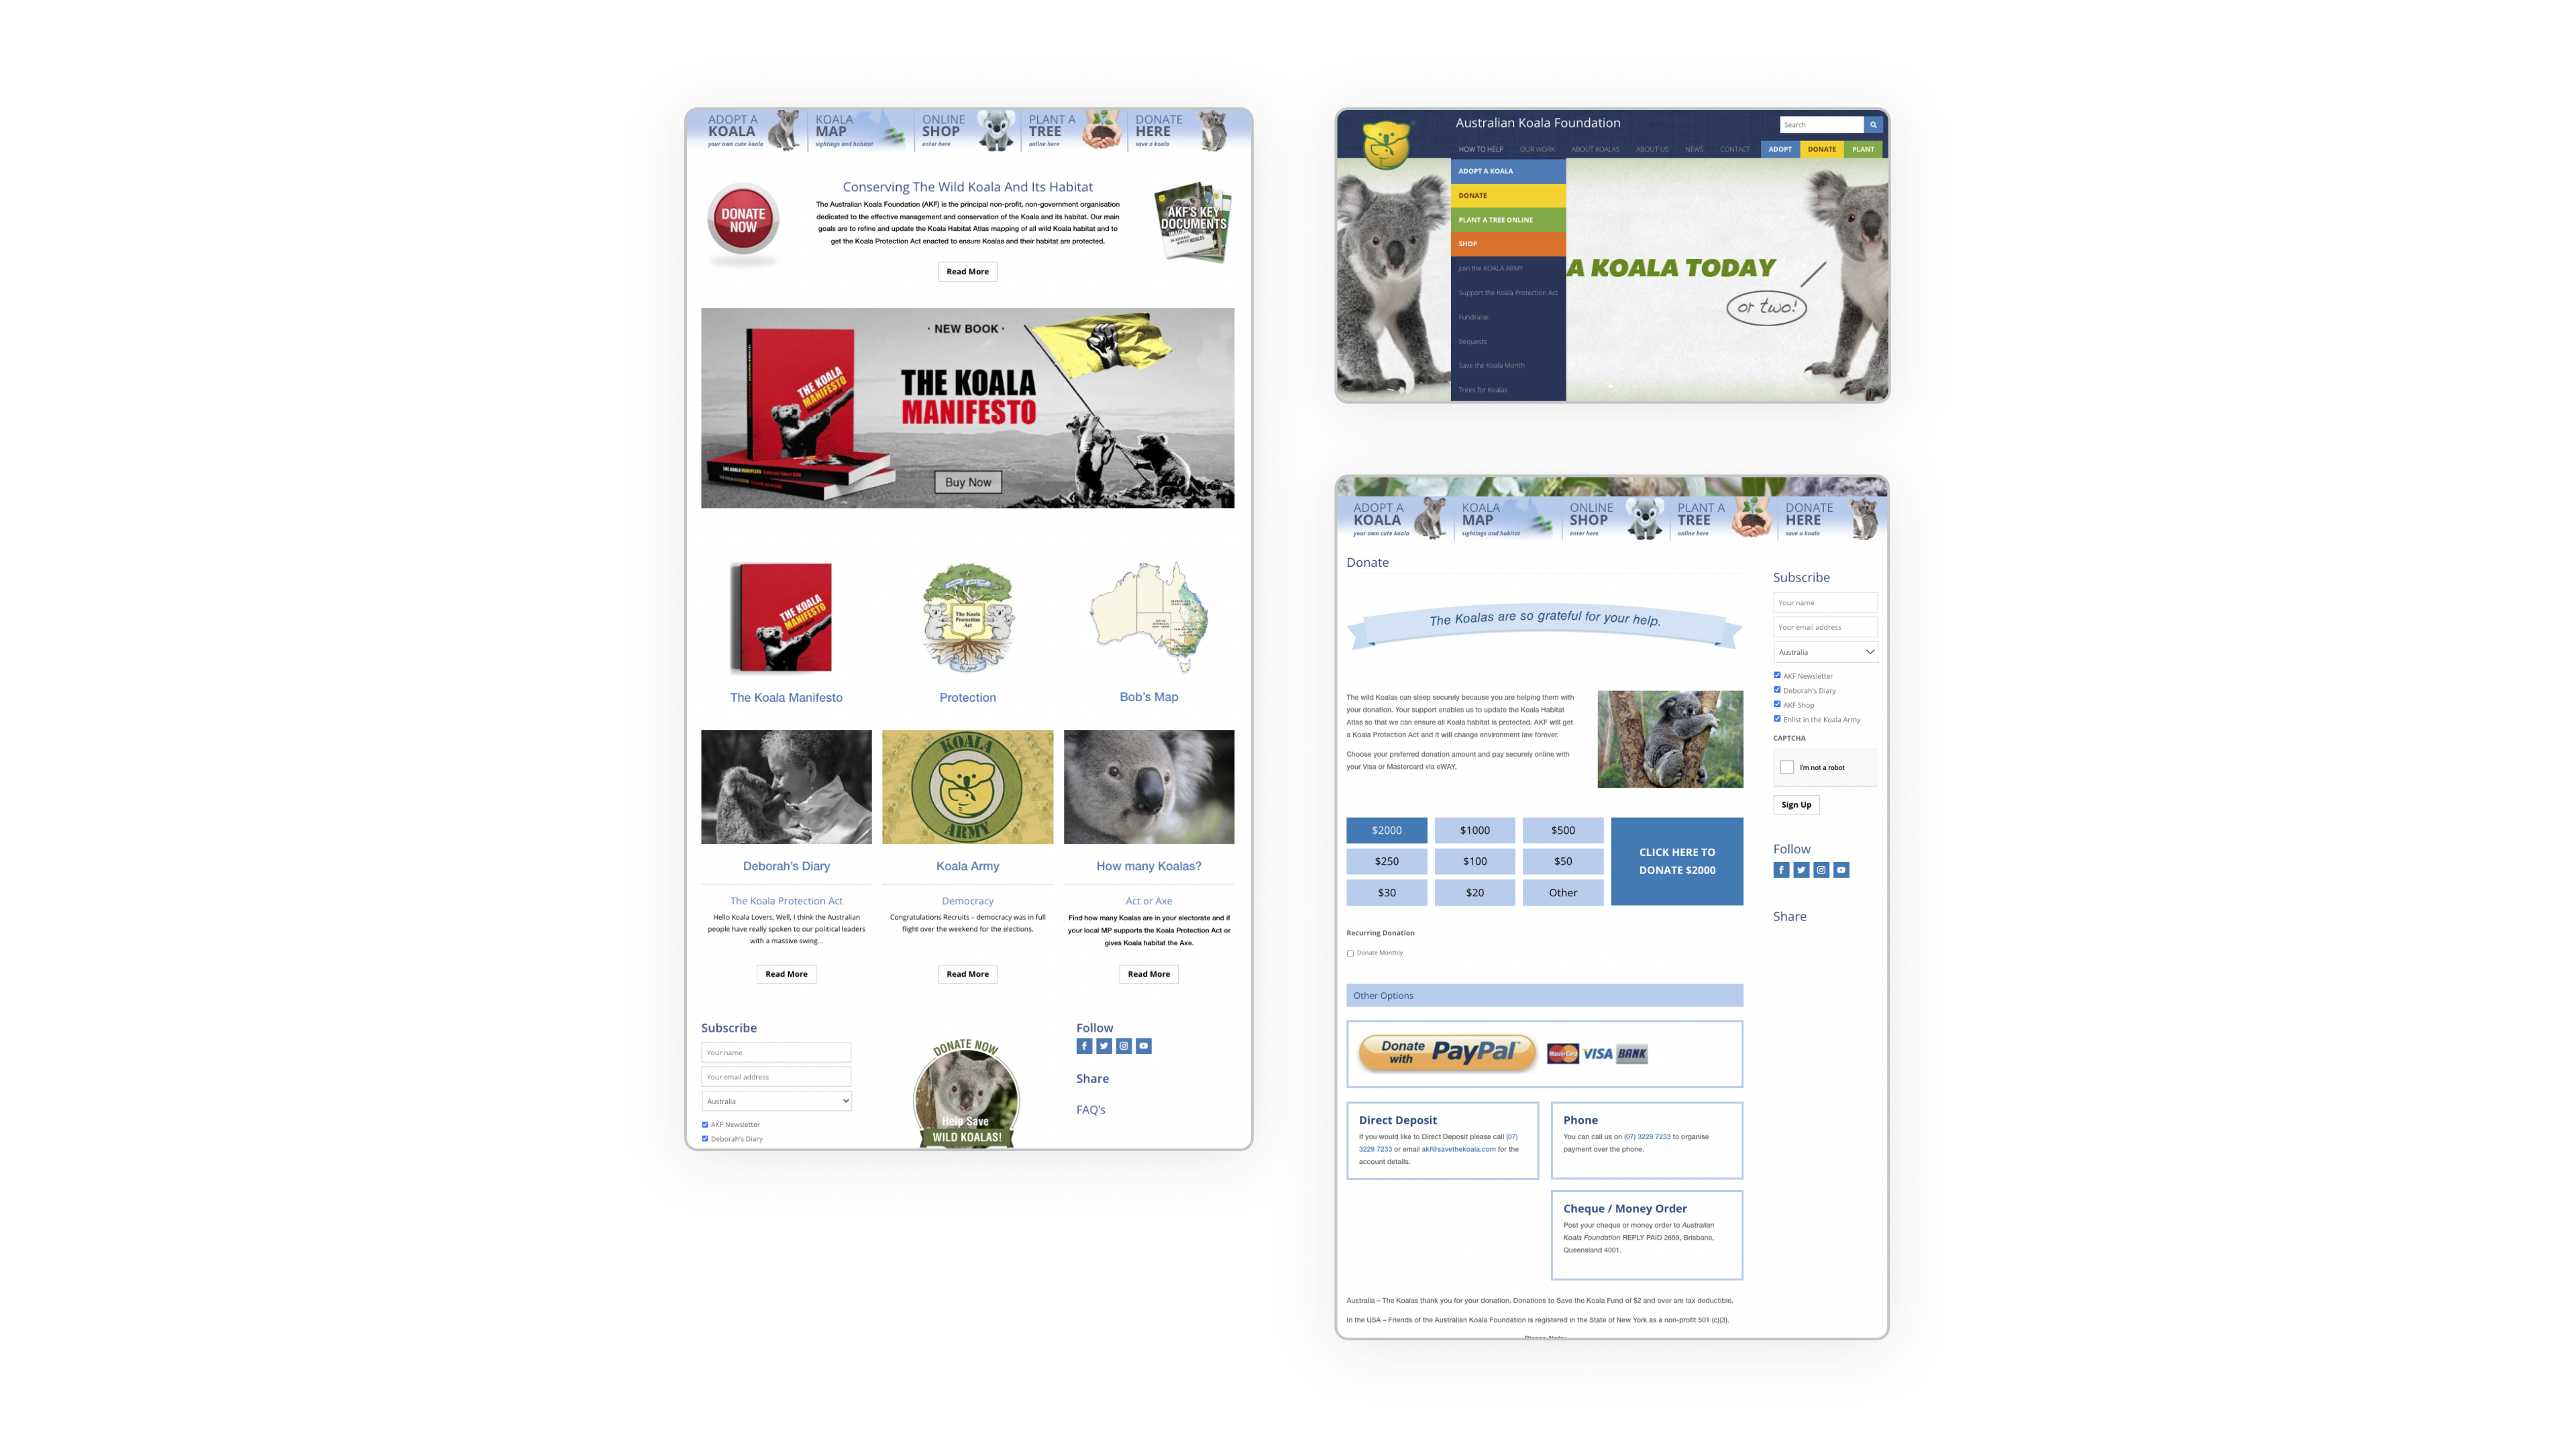 ADOPT A
KOALA
your own cute koala
KOALA
MAP
sightings and habitat
ONLINE
SHOP
enter here
PLANT A
TREE
online here
DONATE
HERE
save a koala
DONATE
NOW
Conserving The Wild Koala And Its Habitat
The Australian Koala Foundation (AKF) is the principal non-profit, non-government organisation
dedicated to the effective management and conservation of the Koala and its habitat. Our main
goals are to refine and update the Koala Habitat Atlas mapping of all wild Koala habitat and to
get the Koala Protection Act enacted to ensure Koalas and their habitat are protected.
Read More
AKF'S KEY
DOCUMENTS
· NEW BOOK ·
THE KOALA
MANIFESTO
THE KOALA
MANIFESTO
Buy Now
THE KOALA
MANIFESTO
The Koala
Protection
Act
The Koala Manifesto
Protection
Bob's Map
KOALA
ARMY
Deborah's Diary
Koala Army
How many Koalas?
The Koala Protection Act
Hello Koala Lovers, Well, I think the Australian
people have really spoken to our political leaders
with a massive swing...
Read More
Democracy
Congratulations Recruits – democracy was in full
flight over the weekend for the elections.
Read More
Act or Axe
Find how many Koalas are in your electorate and if
your local MP supports the Koala Protection Act or
gives Koala habitat the Axe.
Read More
Subscribe
Your name
Your email address
Australia
AKF Newsletter
Deborah's Diary
DONATE NOW
Help Save
WILD KOALAS!
Follow
Share
FAQ's
Australian Koala Foundation
Search
HOW TO HELP
OUR WORK
ABOUT KOALAS
ABOUT US
NEWS
CONTACT
ADOPT
DONATE
PLANT
ADOPT A KOALA
DONATE
PLANT A TREE ONLINE
SHOP
Join the KOALA ARMY
Support the Koala Protection Act
Fundraise
Bequests
Save the Koala Month
Trees for Koalas
A KOALA TODAY
or two!
ADOPT A
KOALA
your own cute koala
KOALA
MAP
sightings and habitat
ONLINE
SHOP
enter here
PLANT A
TREE
online here
DONATE
HERE
save a koala
Donate
The Koalas are so grateful for your help.
The wild Koalas can sleep securely because you are helping them with
your donation. Your support enables us to update the Koala Habitat
Atlas so that we can ensure all Koala habitat is protected. AKF will get
a Koala Protection Act and it will change environment law forever.
Choose your preferred donation amount and pay securely online with
your Visa or Mastercard via eWAY.
$2000
$1000
$500
$250
$100
$50
$30
$20
Other
CLICK HERE TO
DONATE $2000
Recurring Donation
Donate Monthly
Other Options
Donate
with
PayPal
MasterCard
VISA
BANK
Direct Deposit
If you would like to Direct Deposit please call (07)
3229 7233 or email akf@savethekoala.com for the
account details.
Phone
You can call us on (07) 3229 7233 to organise
payment over the phone.
Cheque / Money Order
Post your cheque or money order to Australian
Koala Foundation REPLY PAID 2659, Brisbane,
Queensland 4001.
Australia – The Koalas thank you for your donation. Donations to Save the Koala Fund of $2 and over are tax deductible.
In the USA – Friends of the Australian Koala Foundation is registered in the State of New York as a non-profit 501 (c)(3).
Subscribe
Your name
Your email address
Australia
AKF Newsletter
Deborah's Diary
AKF Shop
Enlist in the Koala Army
CAPTCHA
I'm not a robot
Sign Up
Follow
Share